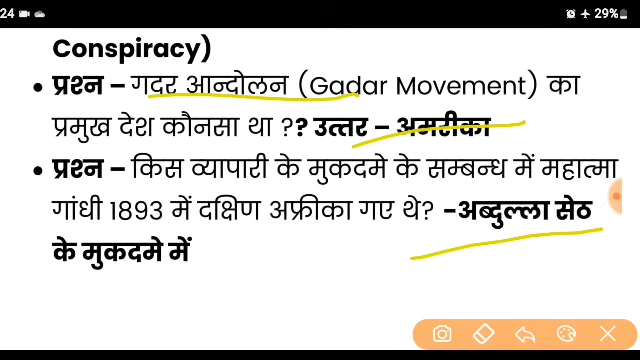 24 29%
Conspiracy)
• प्रश्न – गदर आन्दोलन (Gadar Movement) का
प्रमुख देश कौनसा था ?? उत्तर – अमरीका
• प्रश्न – किस व्यापारी के मुकदमे के सम्बन्ध में महात्मा
गांधी 1893 में दक्षिण अफ्रीका गए थे? -अब्दुल्ला सेठ
के मुकदमे में